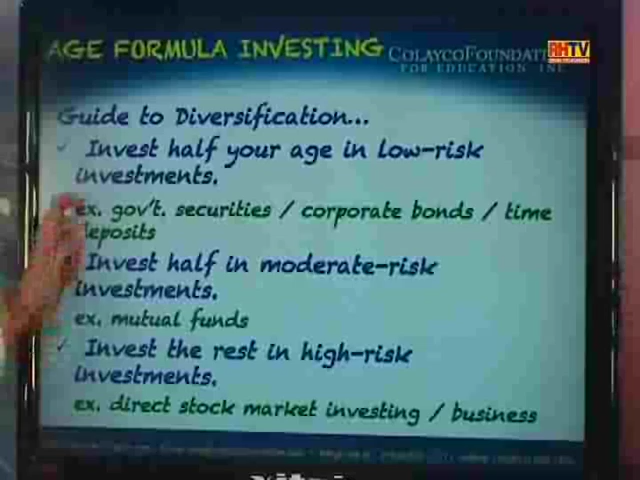 AGE FORMULA INVESTING
COLAYCOFOUNDATI
FOR EDUCATION INC
RHTV
Guide to Diversification...
✓ Invest half your age in low-risk
investments.
ex. gov't. securities / corporate bonds / time
deposits
Invest half in moderate-risk
investments.
ex. mutual funds
✓ Invest the rest in high-risk
investments.
ex. direct stock market investing / business